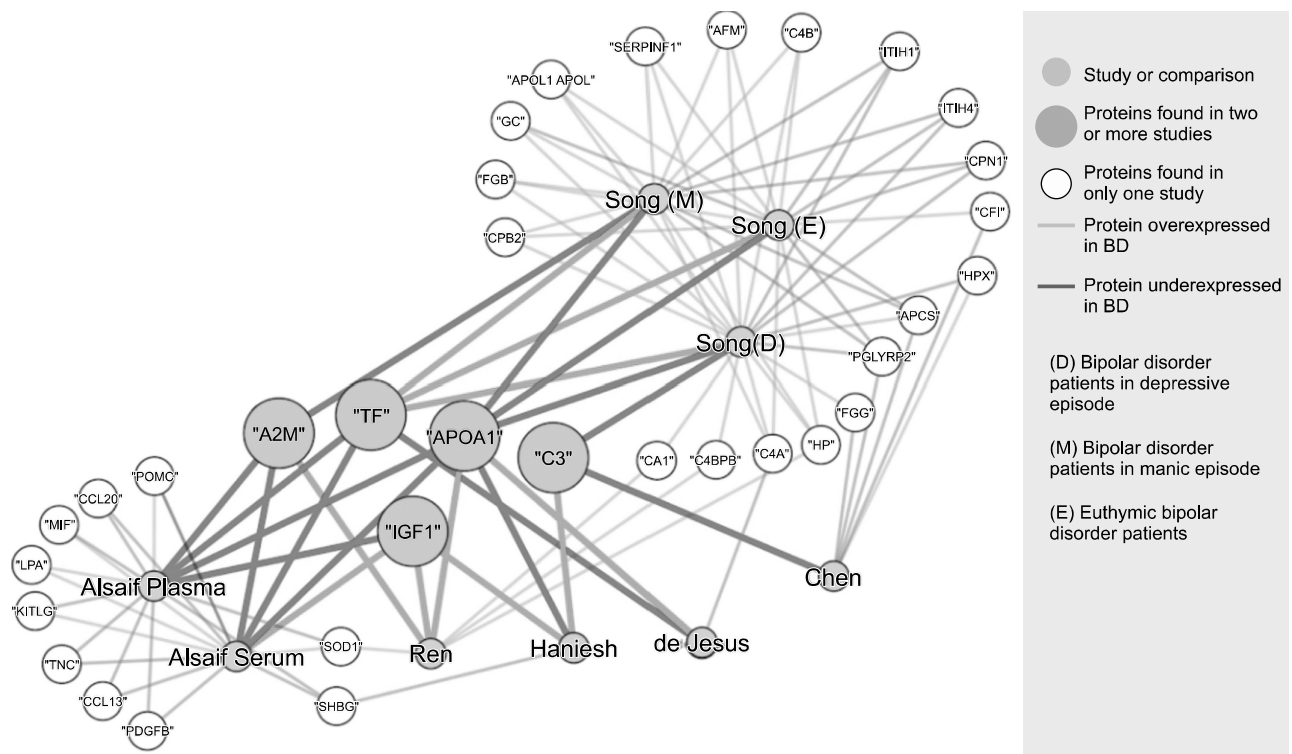 "AFM"
"C4B"
"SERPINF1"
"ITIH1"
"APOL1 APOL"
"ITIH4"
"GC"
"CPN1"
"FGB"
Song (M)
"CFI"
Song (E)
"CPB2"
"HPX"
"APCS"
Song(D)
"PGLYRP2"
"A2M"
"TF"
"APOA1"
"C3"
"FGG"
"HP"
"CA1"
"C4BPB"
"C4A"
"POMC"
"CCL20"
"MIF"
"IGF1"
"LPA"
Alsaif Plasma
Chen
"KITLG"
"SOD1"
Alsaif Serum
Ren
Haniesh
de Jesus
"TNC"
"CCL13"
"SHBG"
"PDGFB"
Study or comparison
Proteins found in two
or more studies
Proteins found in
only one study
Protein overexpressed
in BD
Protein underexpressed
in BD
(D) Bipolar disorder
patients in depressive
episode
(M) Bipolar disorder
patients in manic episode
(E) Euthymic bipolar
disorder patients